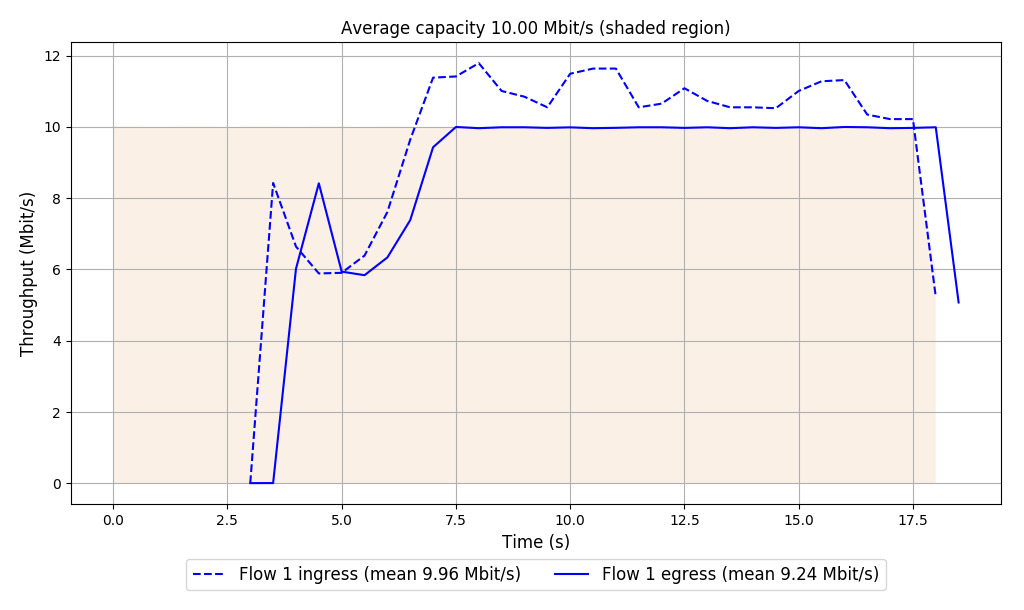 Average capacity 10.00 Mbit/s (shaded region)
12
10
8
6
4
2
0
Throughput (Mbit/s)
0.0 2.5 5.0 7.5 10.0 12.5 15.0 17.5
Time (s)
Flow 1 ingress (mean 9.96 Mbit/s) Flow 1 egress (mean 9.24 Mbit/s)